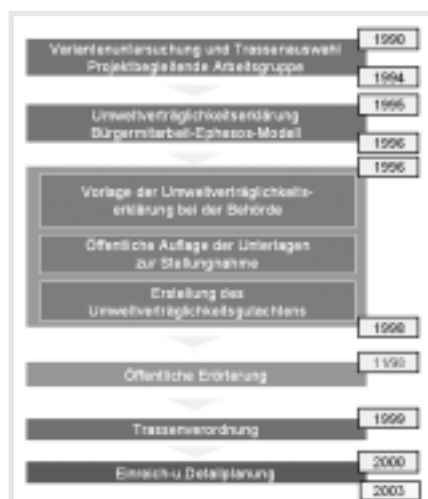 1990
Variantenuntersuchung und Trassenauswahl
Projektbegleitende Arbeitsgruppe
1994
1995
Umweltverträglichkeitserklärung
Bürgermitarbeit-Ephesos-Modell
1996
1996
Vorlage der Umweltverträglichkeits-
erklärung bei der Behörde
Öffentliche Auflage der Unterlagen
zur Stellungnahme
Erstellung des
Umweltverträglichkeitsgutachtens
1998
Öffentliche Erörterung
1999
Trassenverordnung
2000
Einreich-u.Detailplanung
2003